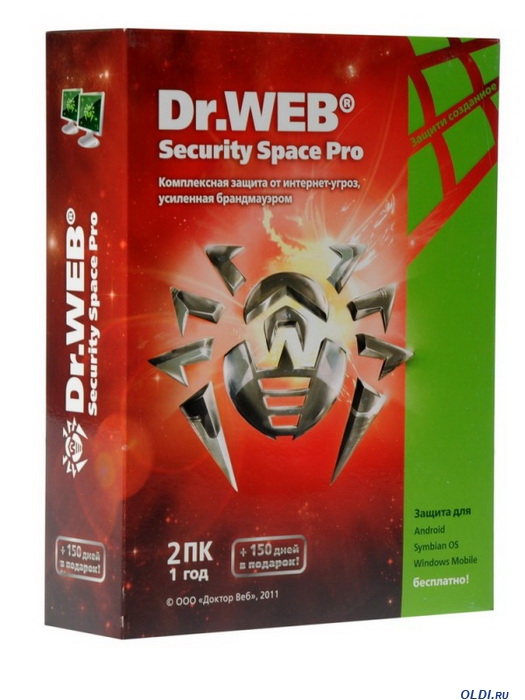 Dr.WEB®
Security Space Pro
Комплексная защита от интернет-угроз,
усиленная брандмауэром
Защити созданное
Dr.WEB®
Security Space Pro
+ 150 дней
в подарок!
2 ПК
1 год
+ 150 дней
в подарок!
© ООО «Доктор Веб», 2011
Защита для
Android
Symbian OS
Windows Mobile
бесплатно!
OLDI.RU